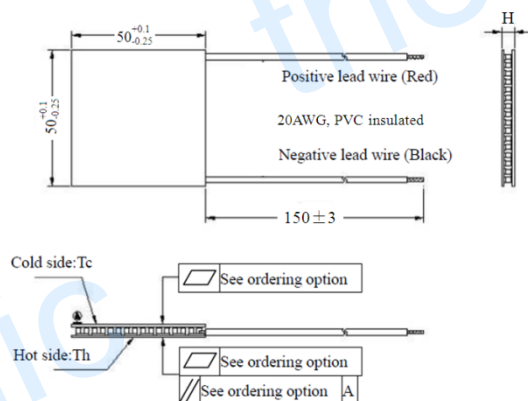 50+0.1-0.25
H
Positive lead wire (Red)
50+0.1-0.25
20AWG, PVC insulated
Negative lead wire (Black)
150±3
Cold side:Tc
See ordering option
A
Hot side:Th
See ordering option
See ordering option A